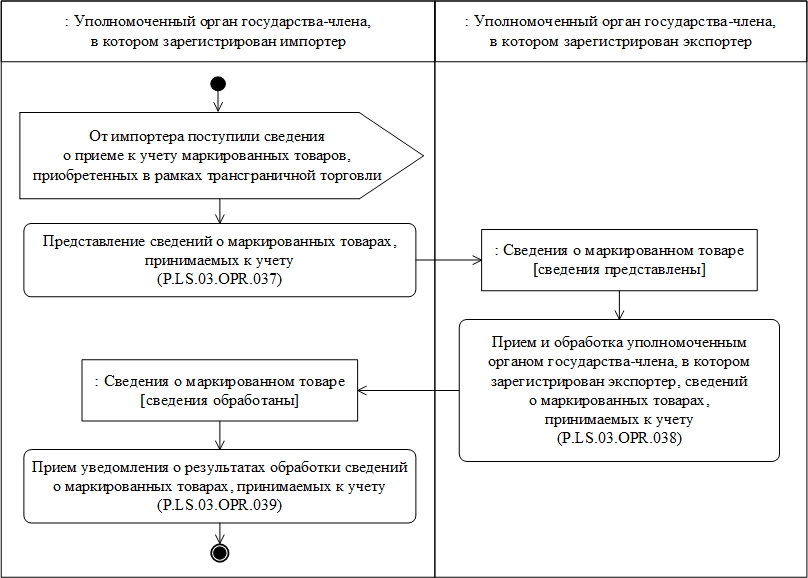 : Уполномоченный орган государства-члена,
в котором зарегистрирован импортер
: Уполномоченный орган государства-члена,
в котором зарегистрирован экспортер
От импортера поступили сведения
о приеме к учету маркированных товаров,
приобретенных в рамках трансграничной торговли
Представление сведений о маркированных товарах,
принимаемых к учету
(P.LS.03.OPR.037)
: Сведения о маркированном товаре
[сведения представлены]
Прием и обработка уполномоченным
органом государства-члена, в котором
зарегистрирован экспортер, сведений
о маркированных товарах,
принимаемых к учету
(P.LS.03.OPR.038)
: Сведения о маркированном товаре
[сведения обработаны]
Прием уведомления о результатах обработки сведений
о маркированных товарах, принимаемых к учету
(P.LS.03.OPR.039)